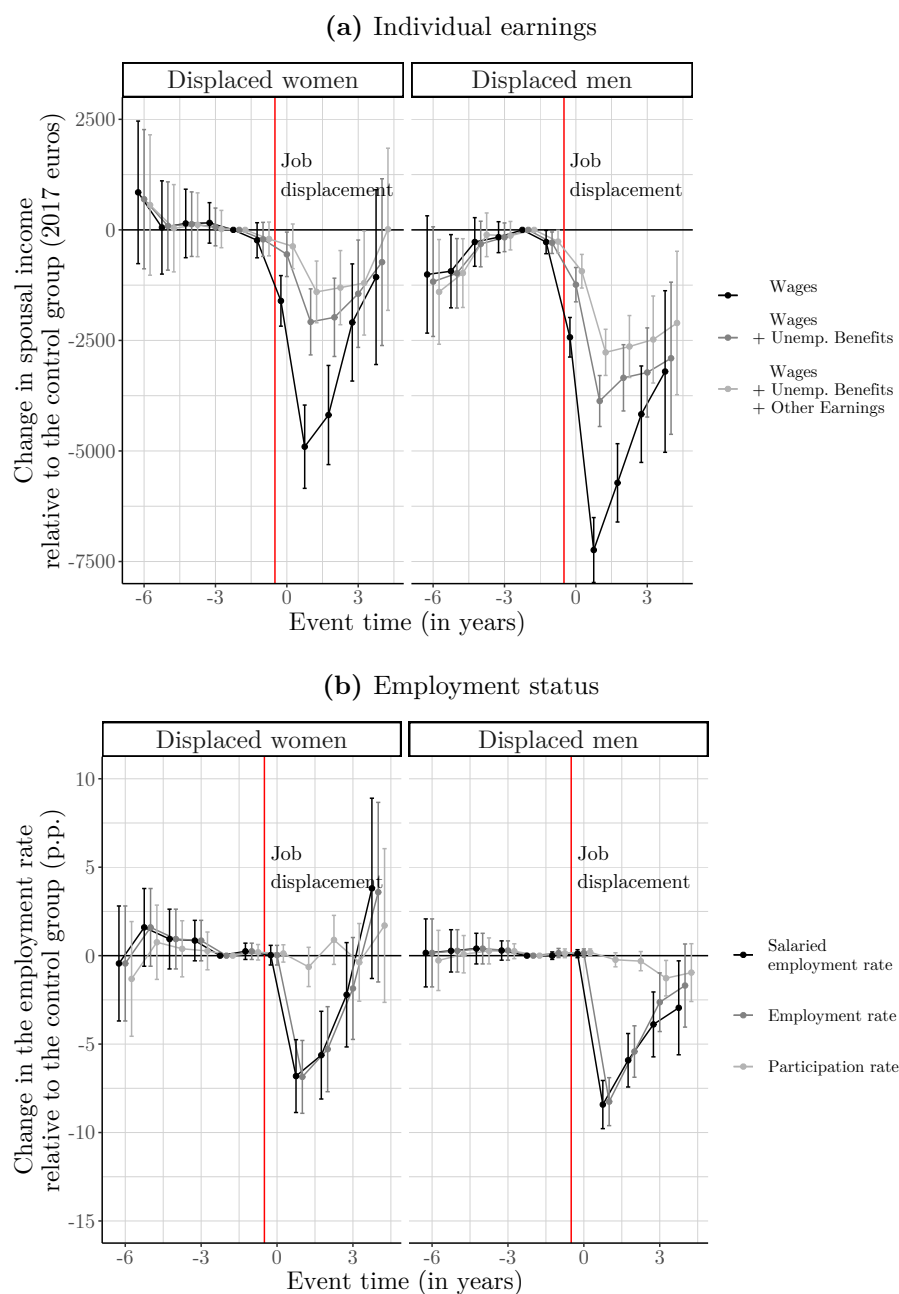 (a) Individual earnings
Displaced women
Displaced men
Change in spousal income
relative to the control group (2017 euros)
2500
0
-2500
-5000
-7500
Job
displacement
Job
displacement
-6
-3
0
3
-6
-3
0
3
Event time (in years)
Wages
Wages
+ Unemp. Benefits
Wages
+ Unemp. Benefits
+ Other Earnings
(b) Employment status
Displaced women
Displaced men
Change in the employment rate
relative to the control group (p.p.)
10
5
0
-5
-10
-15
Job
displacement
Job
displacement
-6
-3
0
3
-6
-3
0
3
Event time (in years)
Salaried
employment rate
Employment rate
Participation rate